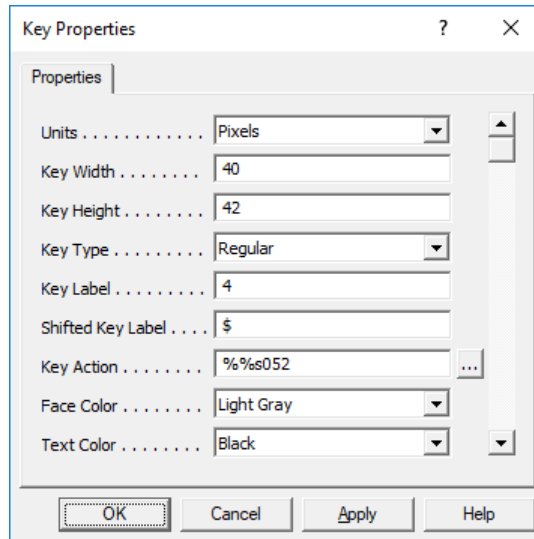 Key Properties ? ×
Properties
Units . . . . . . . . . . . . Pixels
Key Width . . . . . . . . 40
Key Height . . . . . . . . 42
Key Type . . . . . . . . . Regular
Key Label . . . . . . . . . 4
Shifted Key Label . . . . $
Key Action . . . . . . . . %%s052 ...
Face Color . . . . . . . . Light Gray
Text Color . . . . . . . . Black
OK Cancel Apply Help